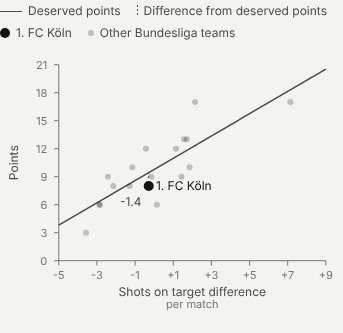 Deserved points Difference from deserved points
1. FC Köln Other Bundesliga teams
21
18
15
12
9
6
3
0
Points
1. FC Köln
-1.4
-5 -3 -1 +1 +3 +5 +7 +9
Shots on target difference
per match